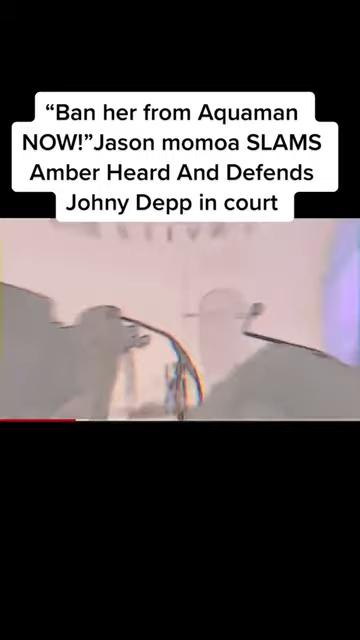 “Ban her from Aquaman
NOW!”Jason momoa SLAMS
Amber Heard And Defends
Johny Depp in court